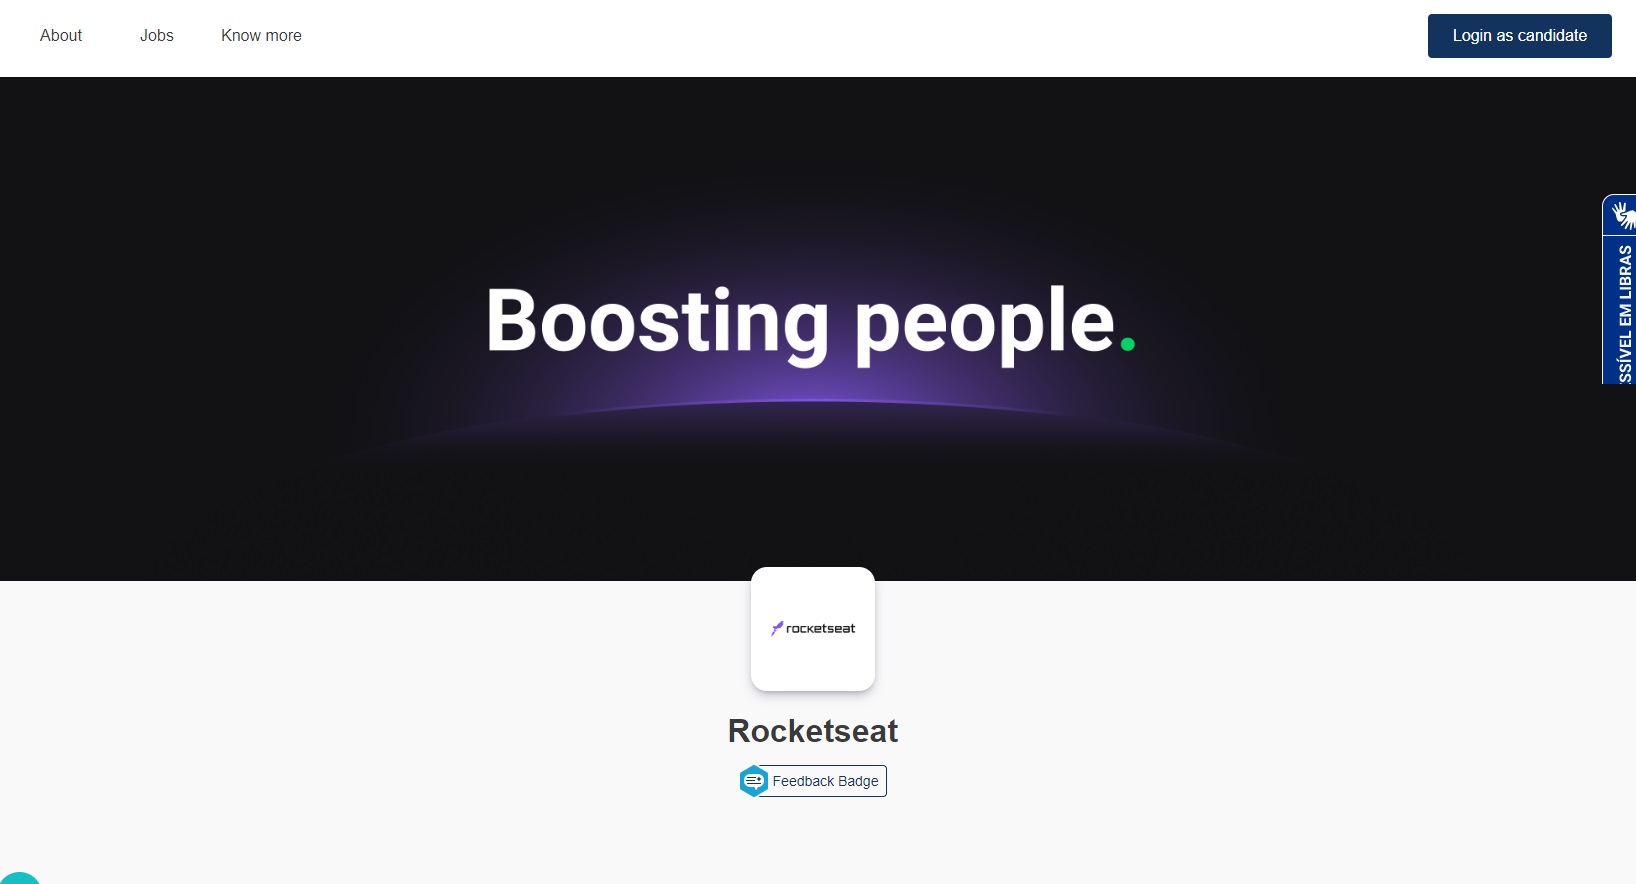 About
Jobs
Know more
Login as candidate
Boosting people.
SSÍVEL EM LIBRAS
rocketseat
Rocketseat
Feedback Badge